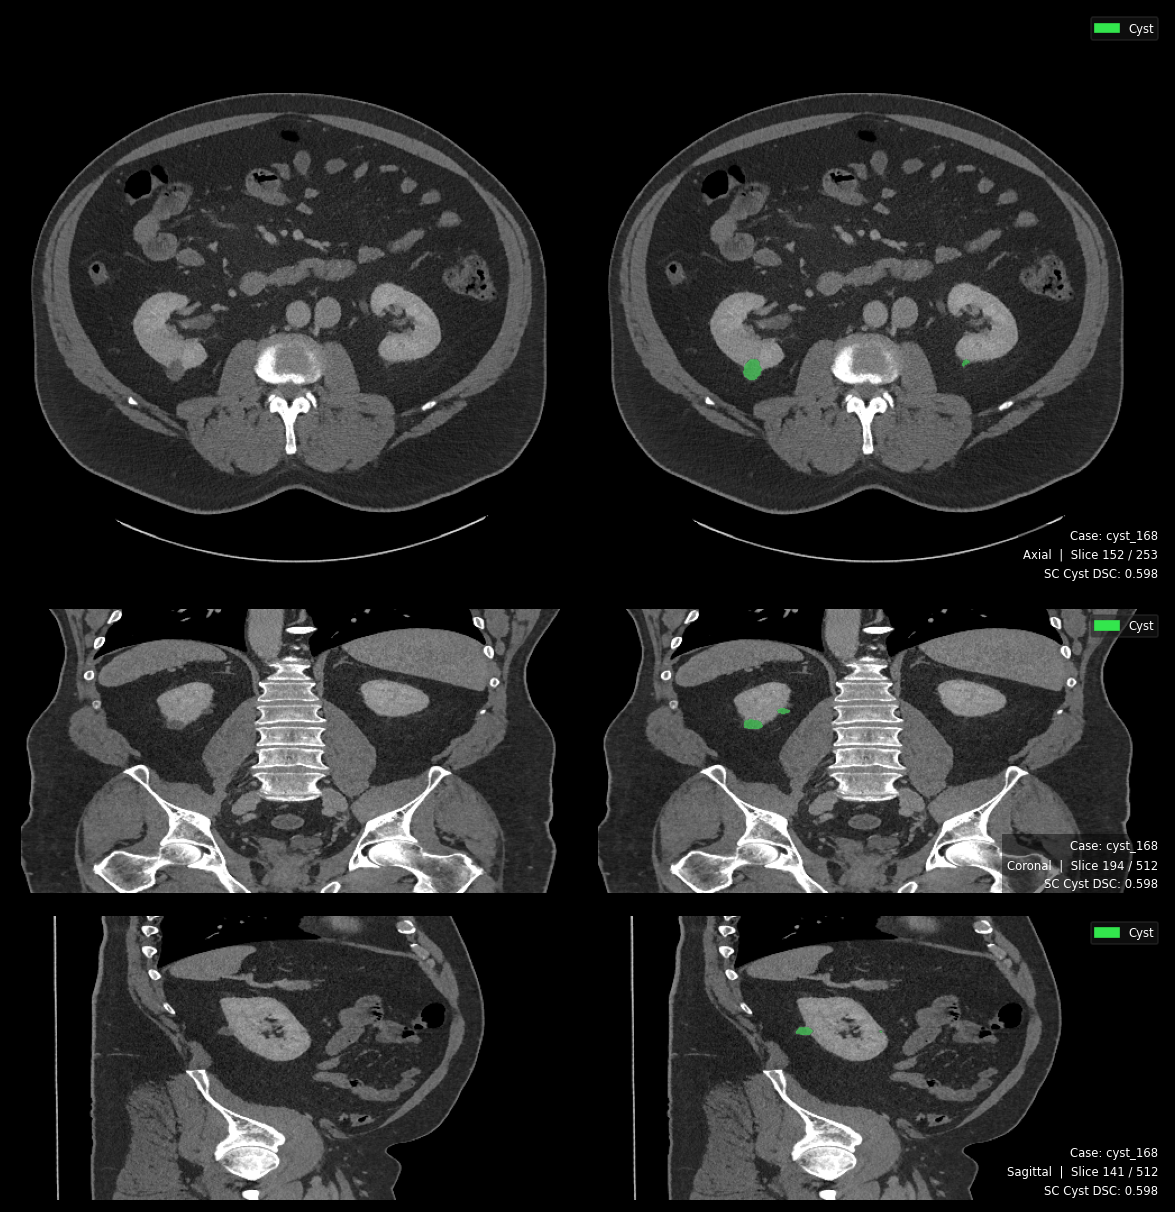 Cyst
Case: cyst_168
Axial | Slice 152 / 253
SC Cyst DSC: 0.598
Cyst
Case: cyst_168
Coronal | Slice 194 / 512
SC Cyst DSC: 0.598
Cyst
Case: cyst_168
Sagittal | Slice 141 / 512
SC Cyst DSC: 0.598